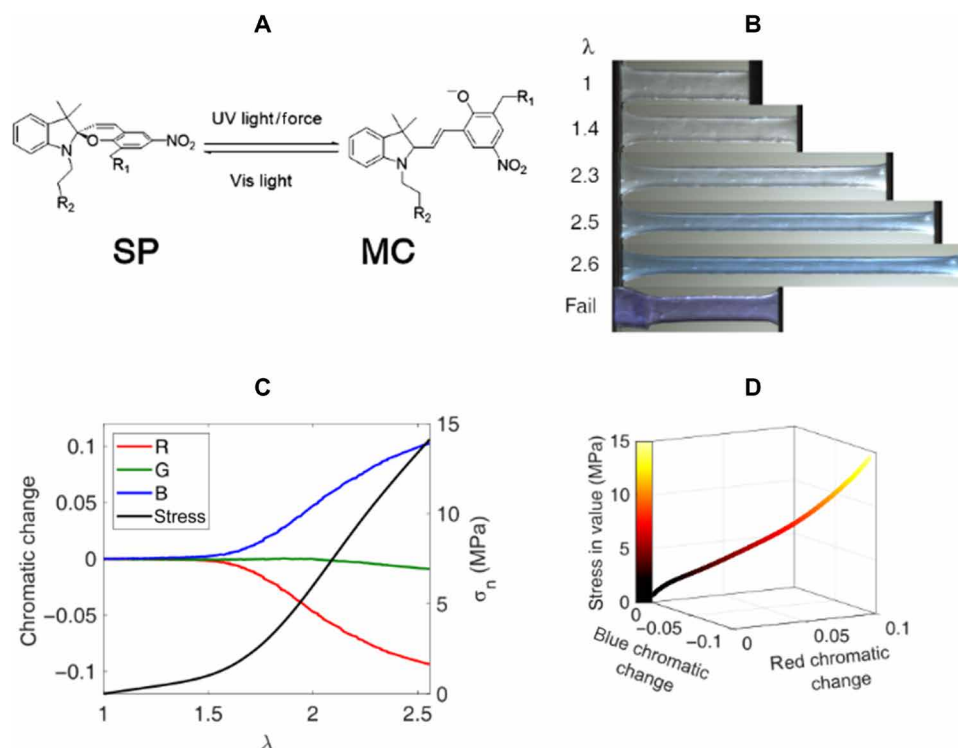 A
UV light/force
Vis light
O−
R1
NO2
N
O
R1
NO2
R2
N
R2
SP
MC
B
λ
1
1.4
2.3
2.5
2.6
Fail
C
R
G
B
Stress
Chromatic change
0.1
0.05
0
-0.05
-0.1
15
10
5
0
σn (MPa)
1
1.5
2
2.5
λ
D
Stress in value (MPa)
15
10
5
0
0
-0.05
-0.1
Blue chromatic
change
0
0.05
0.1
Red chromatic
change